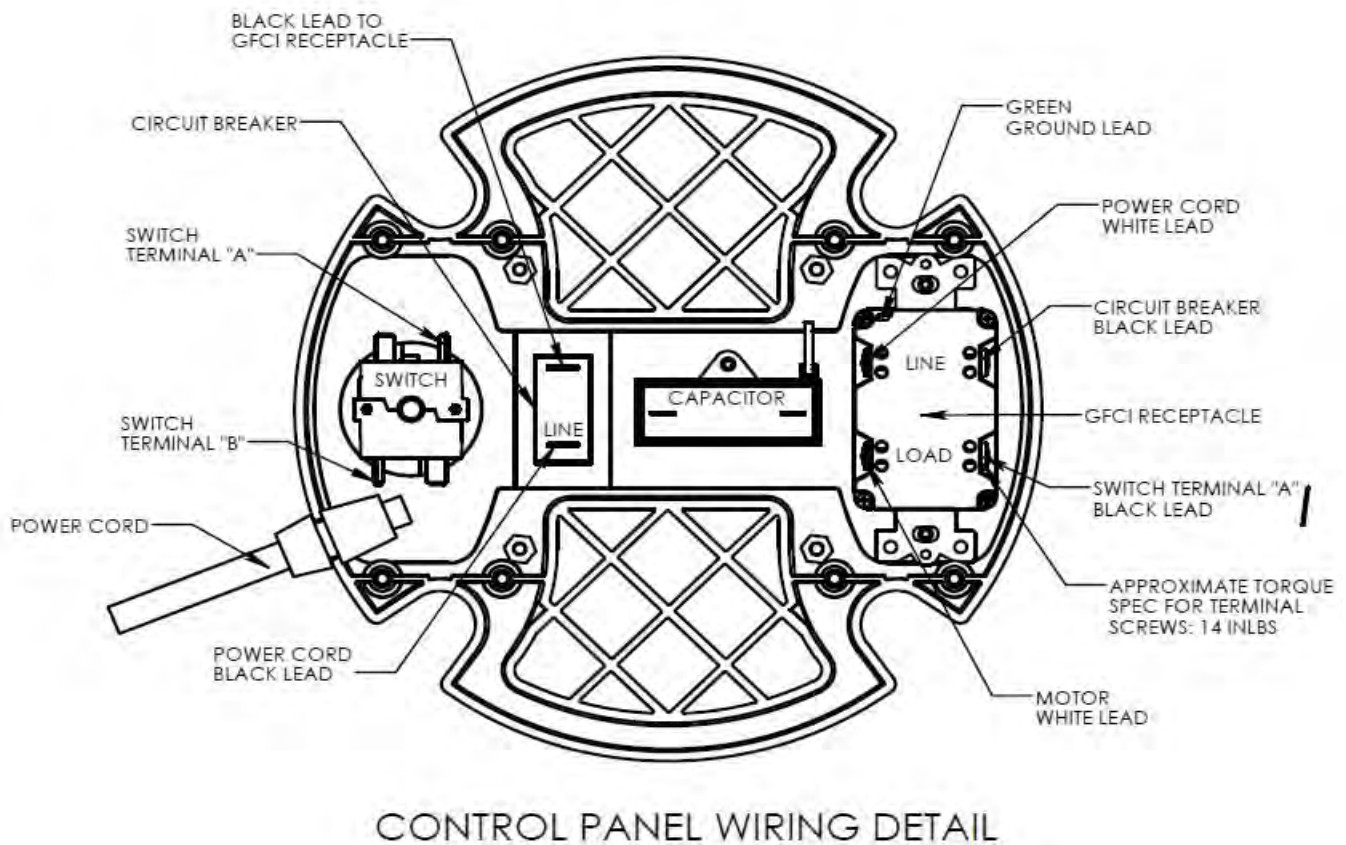 BLACK LEAD TO
GFCI RECEPTACLE
CIRCUIT BREAKER
GREEN
GROUND LEAD
POWER CORD
WHITE LEAD
SWITCH
TERMINAL "A"
CIRCUIT BREAKER
BLACK LEAD
LINE
SWITCH
CAPACITOR
GFCI RECEPTACLE
SWITCH
TERMINAL "B"
LINE
LOAD
SWITCH TERMINAL "A"
BLACK LEAD
POWER CORD
APPROXIMATE TORQUE
SPEC FOR TERMINAL
SCREWS: 14 INLBS
POWER CORD
BLACK LEAD
MOTOR
WHITE LEAD
CONTROL PANEL WIRING DETAIL